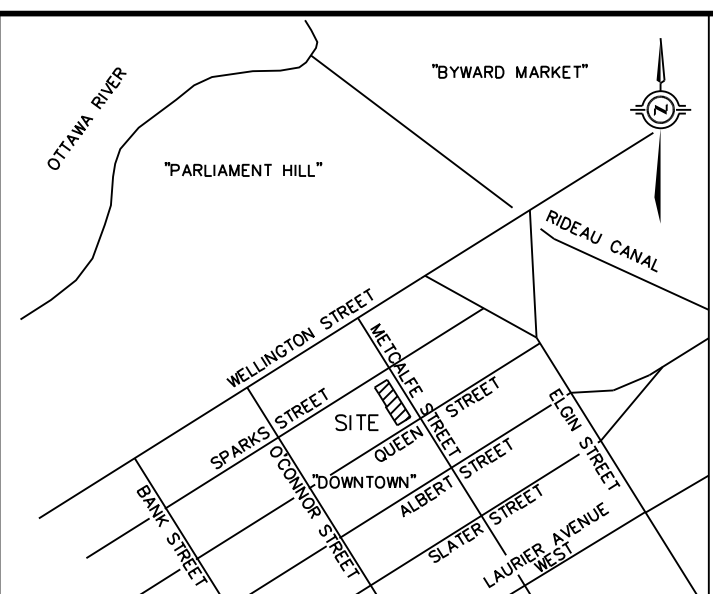 "BYWARD MARKET"
OTTAWA RIVER
N
"PARLIAMENT HILL"
RIDEAU CANAL
WELLINGTON STREET
METCALFE STREET
SPARKS STREET
SITE
QUEEN STREET
ELGIN STREET
O'CONNOR STREET
"DOWNTOWN"
ALBERT STREET
BANK STREET
SLATER STREET
LAURIER AVENUE
WEST